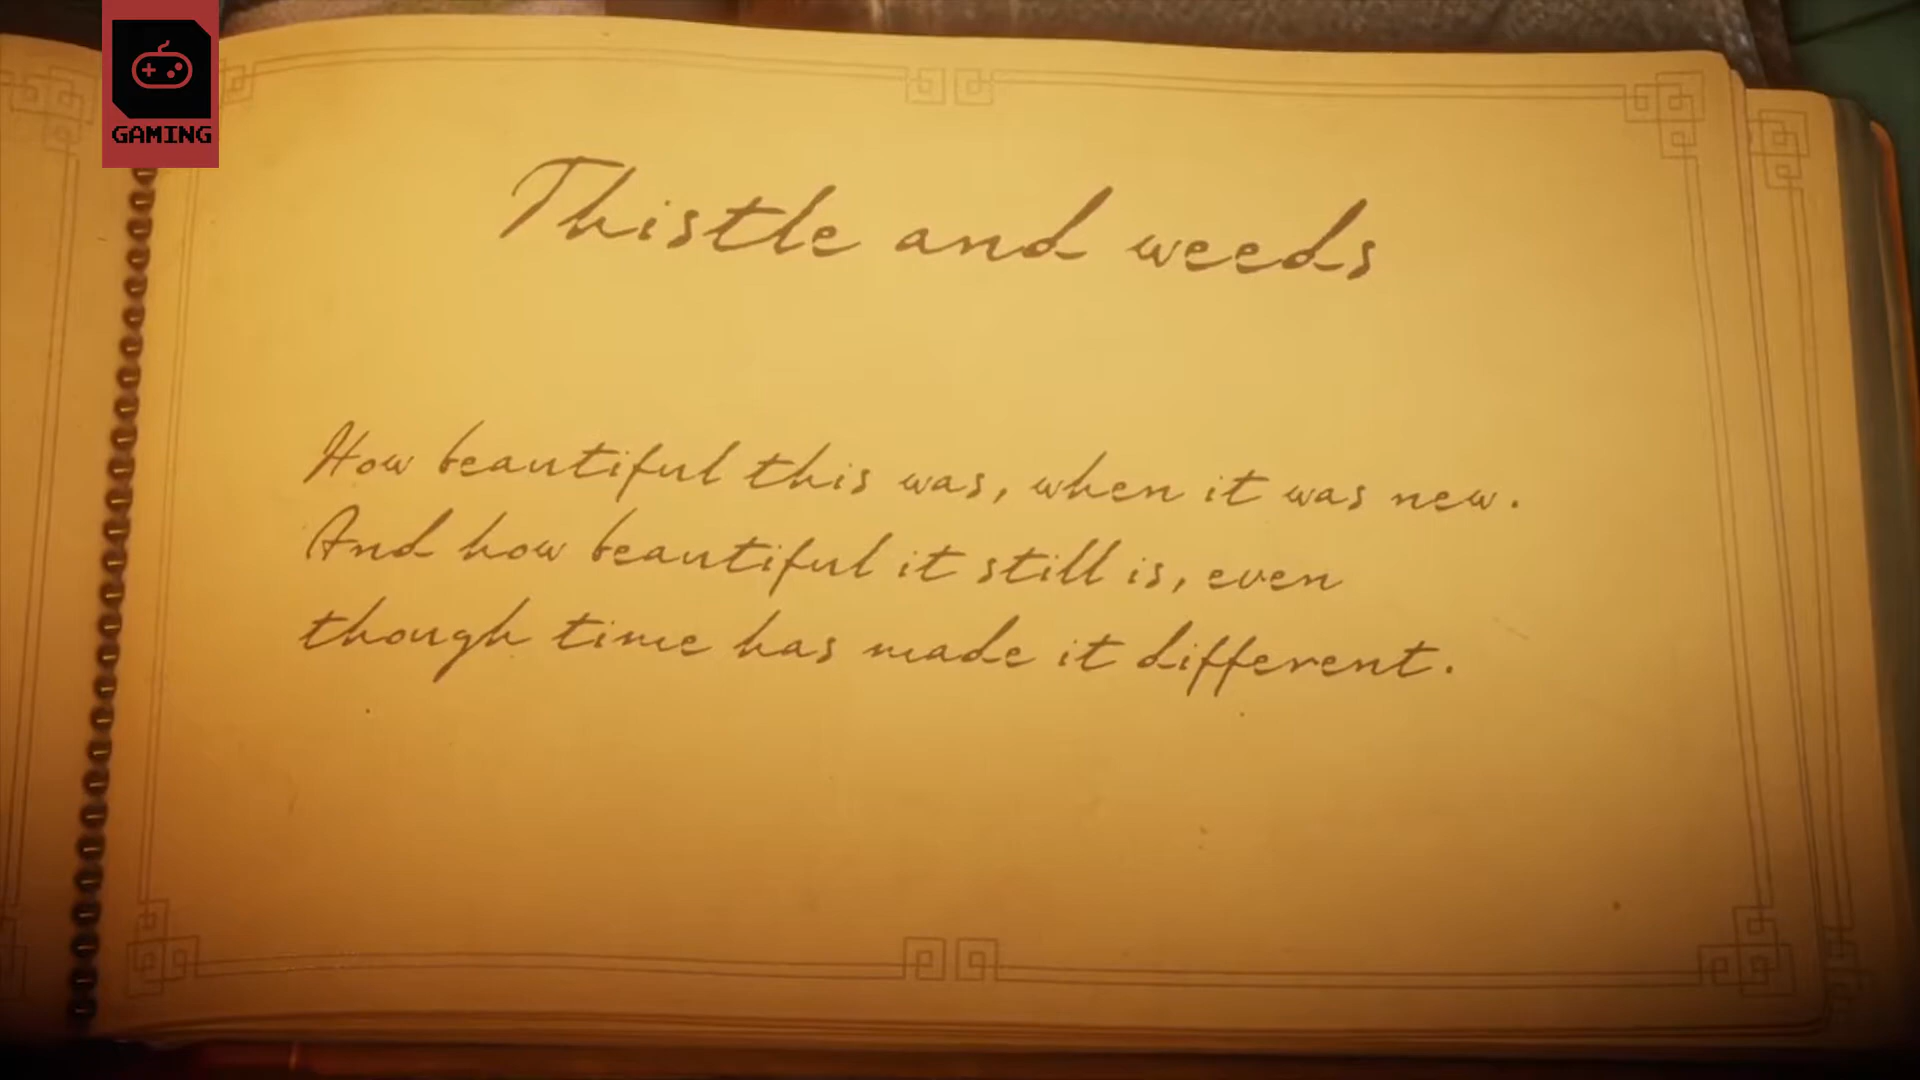 GAMING
Thistle and weeds
How beautiful this was, when it was new.
And how beautiful it still is, even
though time has made it different.